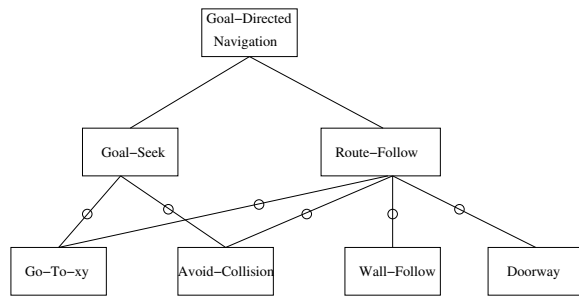 Goal−Directed
Navigation
Goal−Seek
Route−Follow
Go−To−xy
Avoid−Collision
Wall−Follow
Doorway